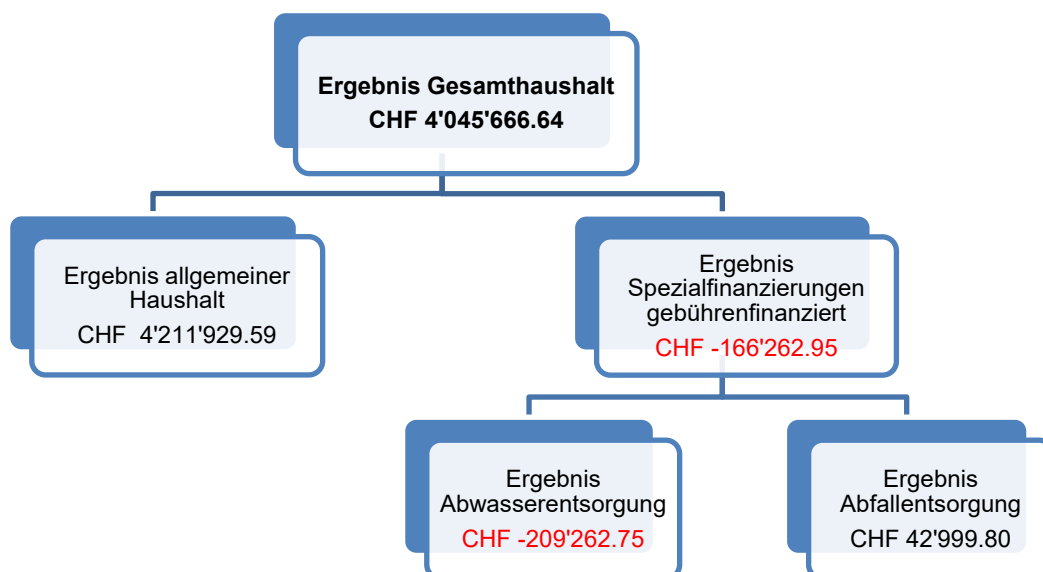 Ergebnis Gesamthaushalt
CHF 4'045'666.64
Ergebnis allgemeiner
Haushalt
CHF 4'211'929.59
Ergebnis
Spezialfinanzierungen
gebührenfinanziert
CHF -166'262.95
Ergebnis
Abwasserentsorgung
CHF -209'262.75
Ergebnis
Abfallentsorgung
CHF 42'999.80